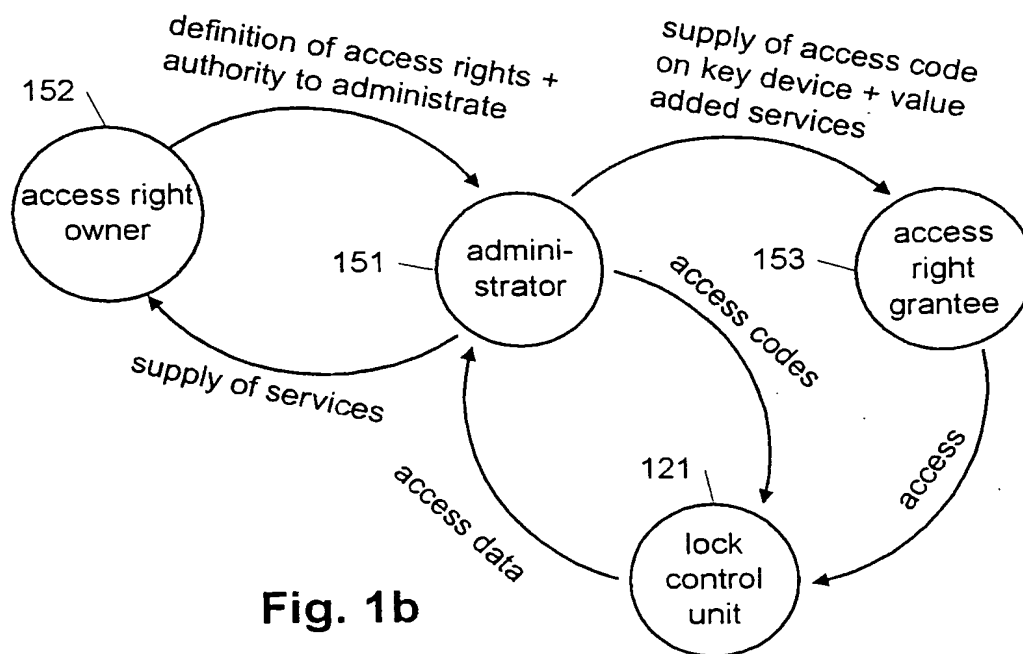 definition of access rights +
authority to administrate
152
access right
owner
supply of access code
on key device + value
added services
151
admini-
strator
153
access
right
grantee
access codes
supply of services
access data
121
access
lock
control
unit
Fig. 1b